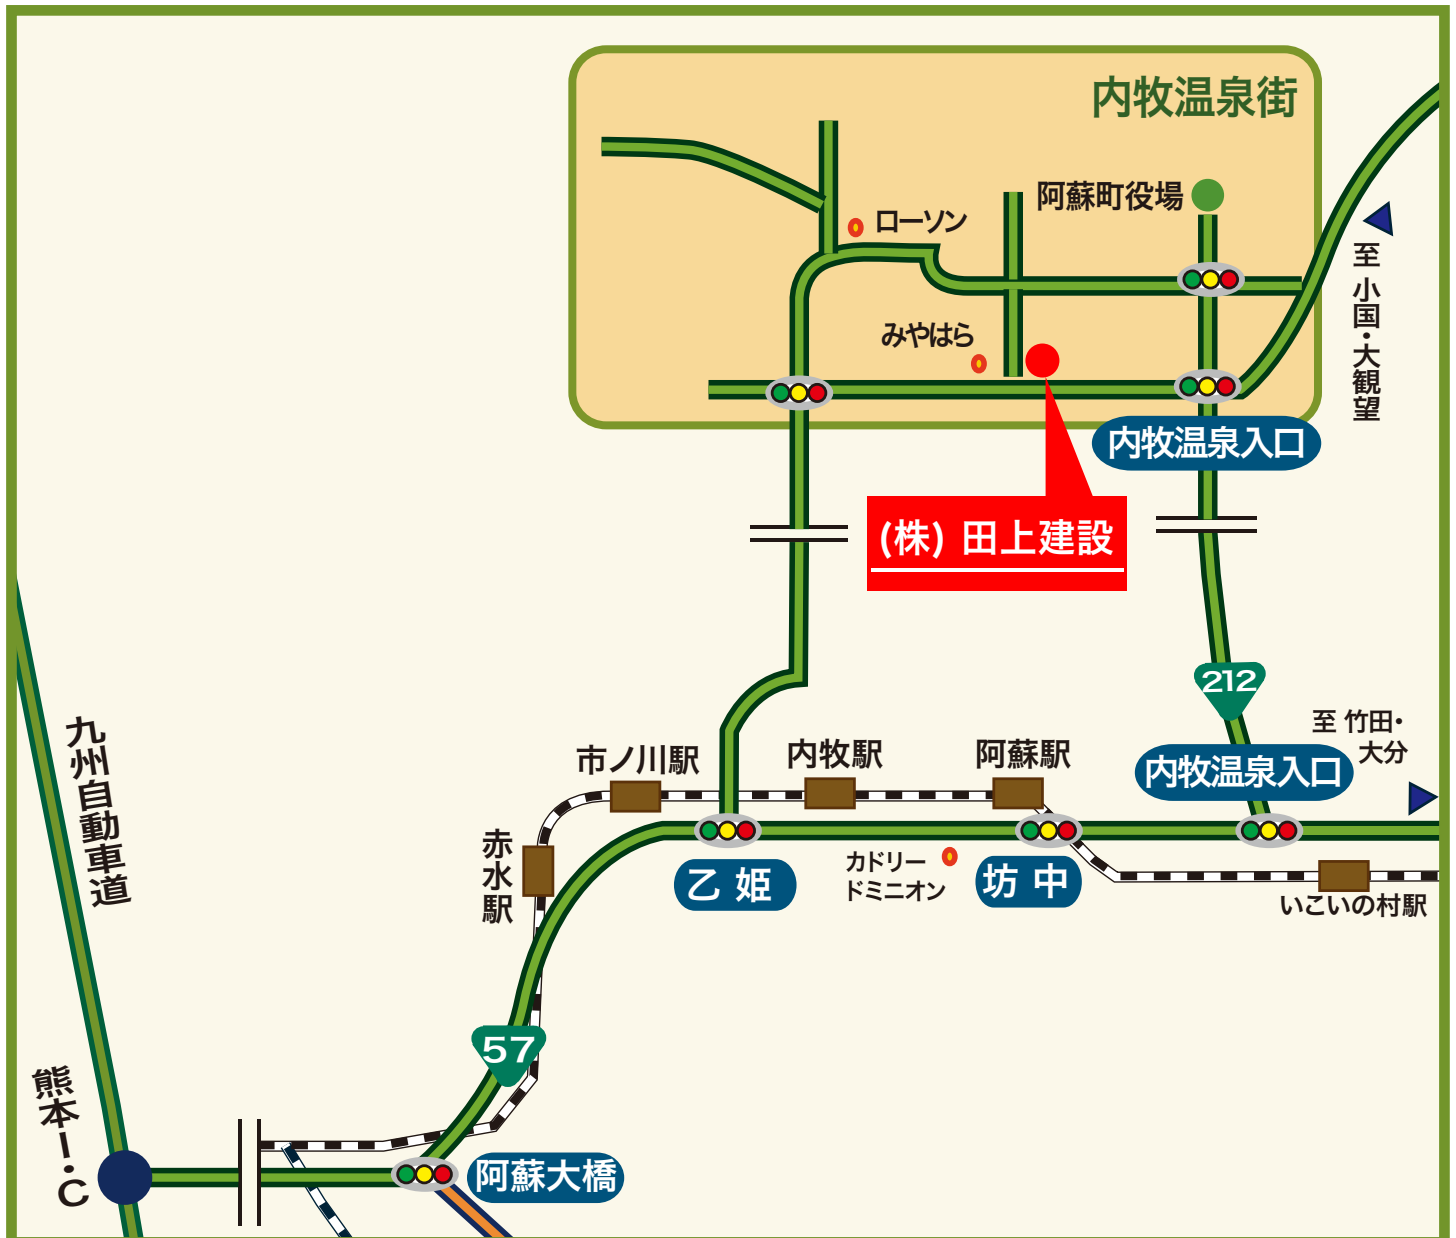 内牧温泉街
阿蘇町役場
ローソン
至 小国・大観望
みやはら
内牧温泉入口
(株) 田上建設
212
至 竹田・
大分
内牧温泉入口
九州自動車道
市ノ川駅
内牧駅
阿蘇駅
赤水駅
乙 姫
カドリー
ドミニオン
坊 中
いこいの村駅
57
熊本I・C
阿蘇大橋